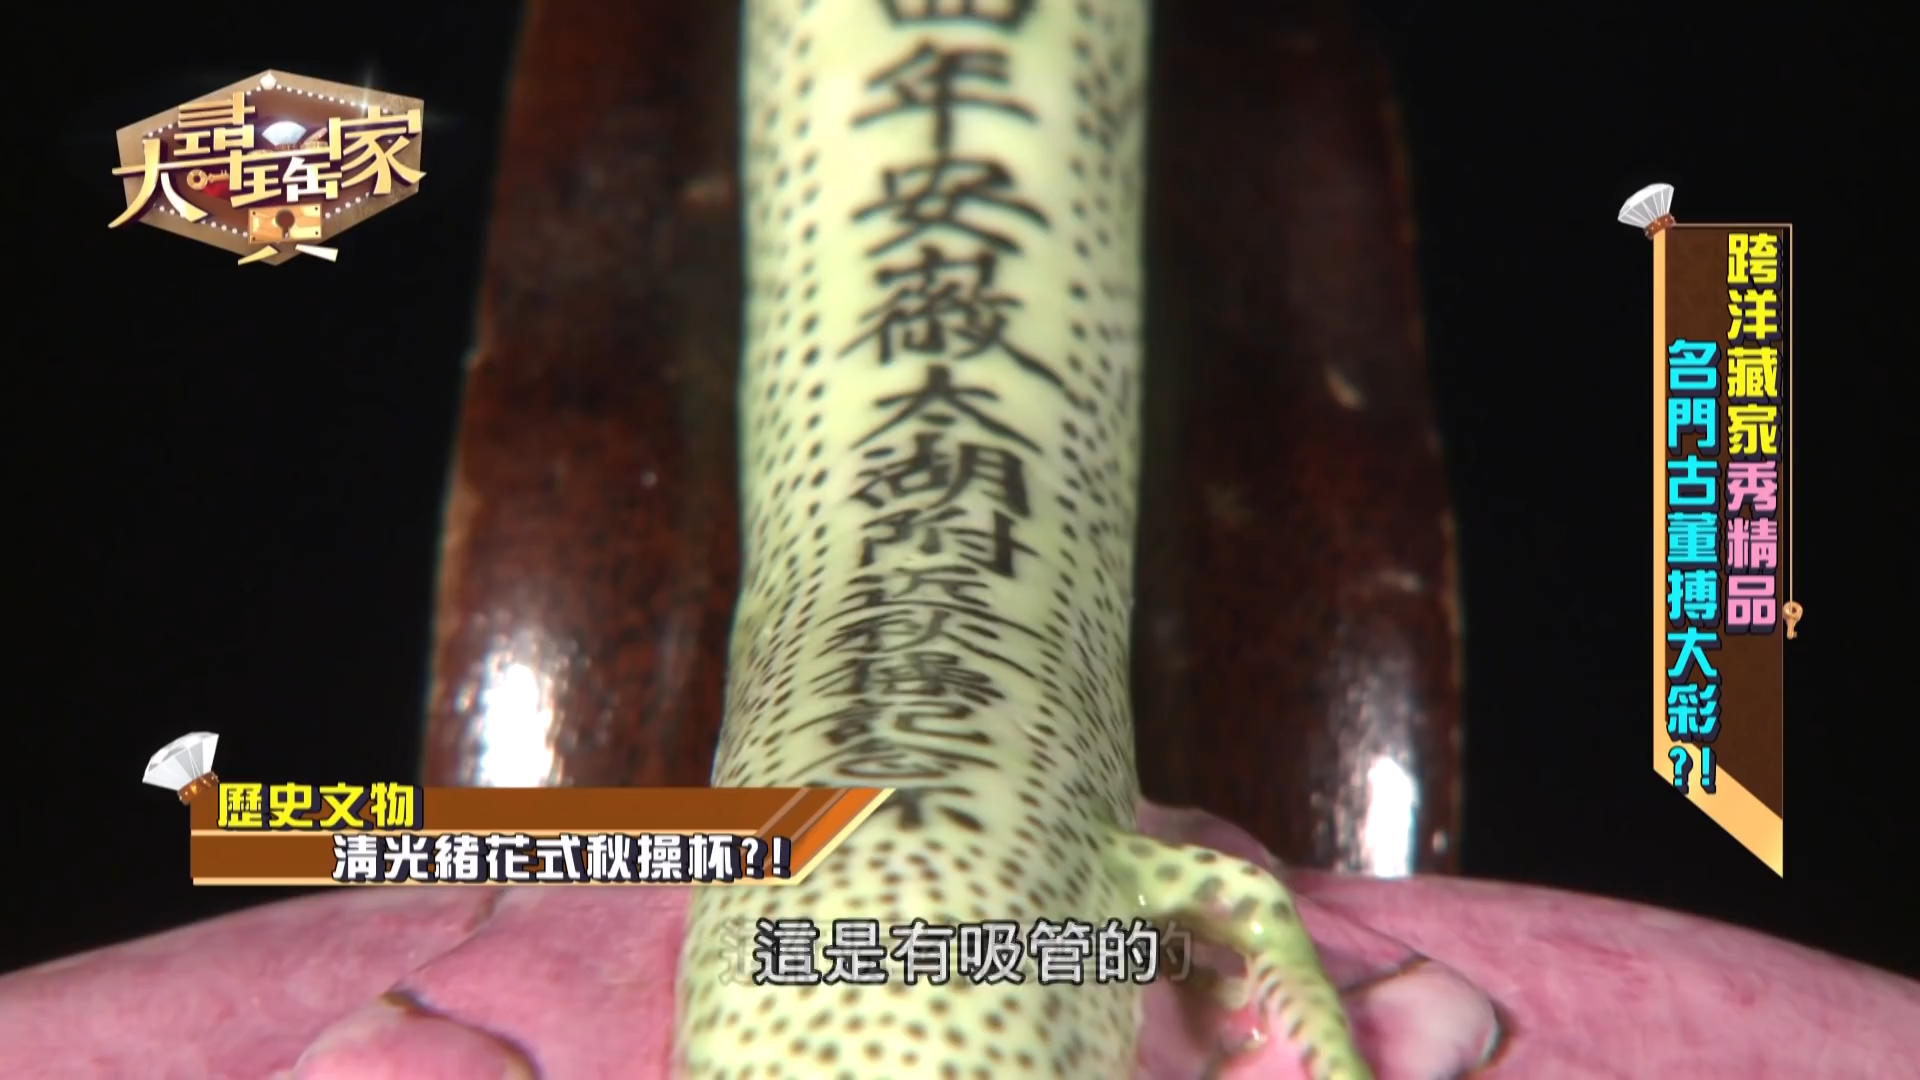 大尋寶家
跨洋藏家秀精品
名門古董搏大彩?!
年安徽太湖附近秋操記念杯
歷史文物
清光緒花式秋操杯?!
這是有吸管的